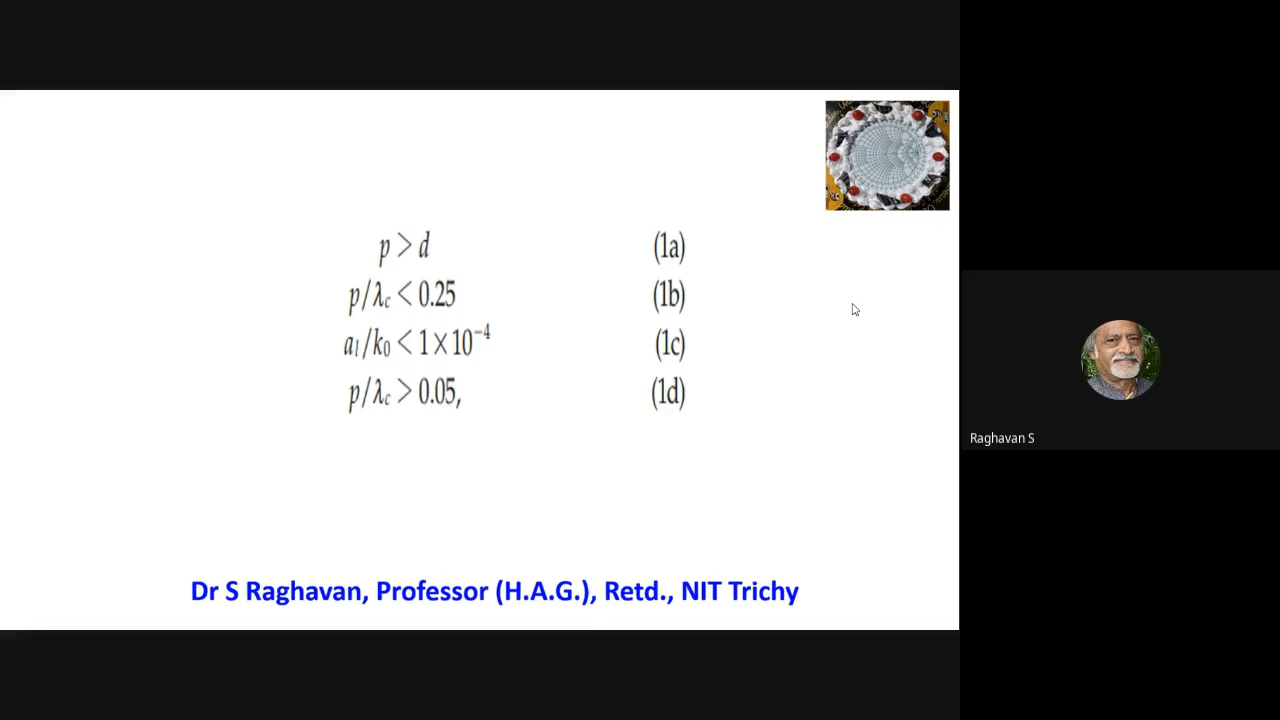 p > d (1a)
p/λc < 0.25 (1b)
al/k0 < 1×10−4 (1c)
p/λc > 0.05, (1d)
Dr S Raghavan, Professor (H.A.G.), Retd., NIT Trichy
Raghavan S